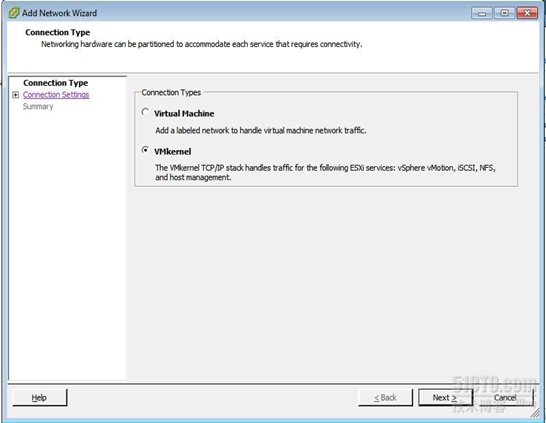 Add Network Wizard
Connection Type
Networking hardware can be partitioned to accommodate each service that requires connectivity.
Connection Type
Connection Settings
Summary
Connection Types
Virtual Machine
Add a labeled network to handle virtual machine network traffic.
VMkernel
The VMkernel TCP/IP stack handles traffic for the following ESXi services: vSphere vMotion, iSCSI, NFS,
and host management.
51CTO.com
技术博客 Blog
Help
< Back
Next >
Cancel